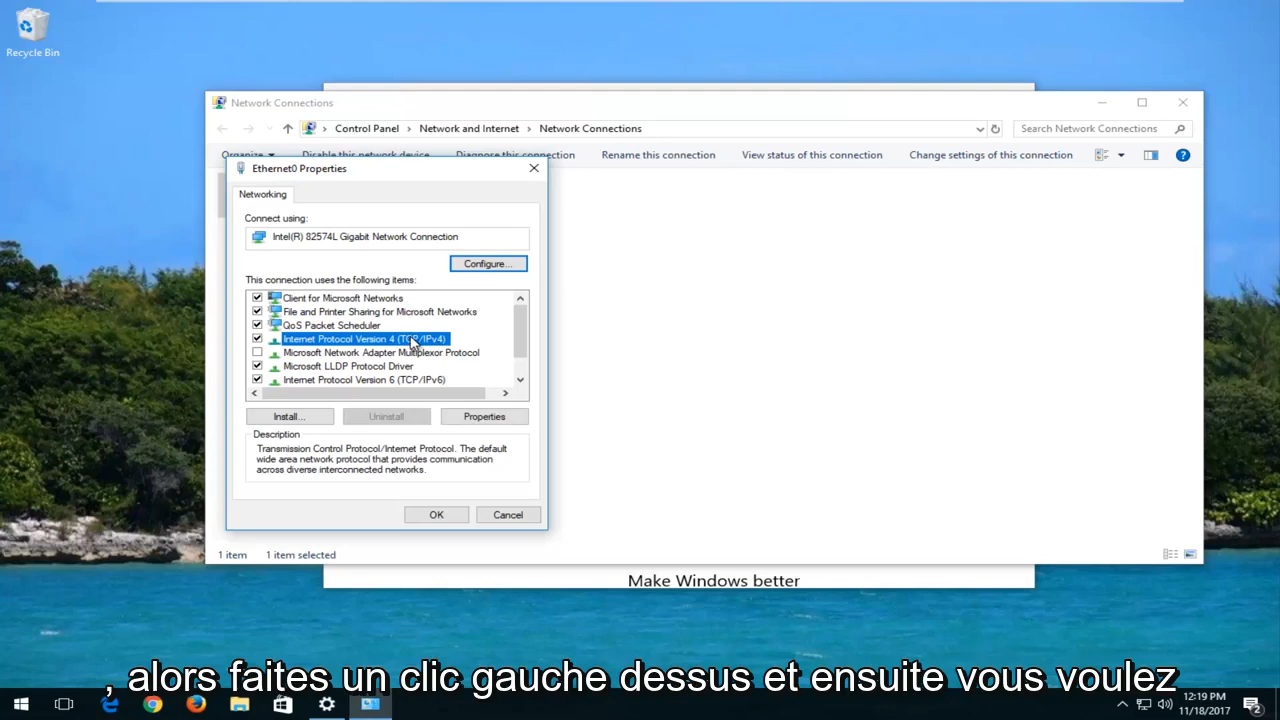 Recycle Bin
Network Connections
Control Panel > Network and Internet > Network Connections
Search Network Connections
Organize
Disable this network device
Diagnose this connection
Rename this connection
View status of this connection
Change settings of this connection
Ethernet0 Properties
Networking
Connect using:
Intel(R) 82574L Gigabit Network Connection
Configure...
This connection uses the following items:
Client for Microsoft Networks
File and Printer Sharing for Microsoft Networks
QoS Packet Scheduler
Internet Protocol Version 4 (TCP/IPv4)
Microsoft Network Adapter Multiplexor Protocol
Microsoft LLDP Protocol Driver
Internet Protocol Version 6 (TCP/IPv6)
Install...
Uninstall
Properties
Description
Transmission Control Protocol/Internet Protocol. The default
wide area network protocol that provides communication
across diverse interconnected networks.
OK
Cancel
1 item
1 item selected
Make Windows better
, alors faites un clic gauche dessus et ensuite vous voulez
12:19 PM
11/18/2017
2